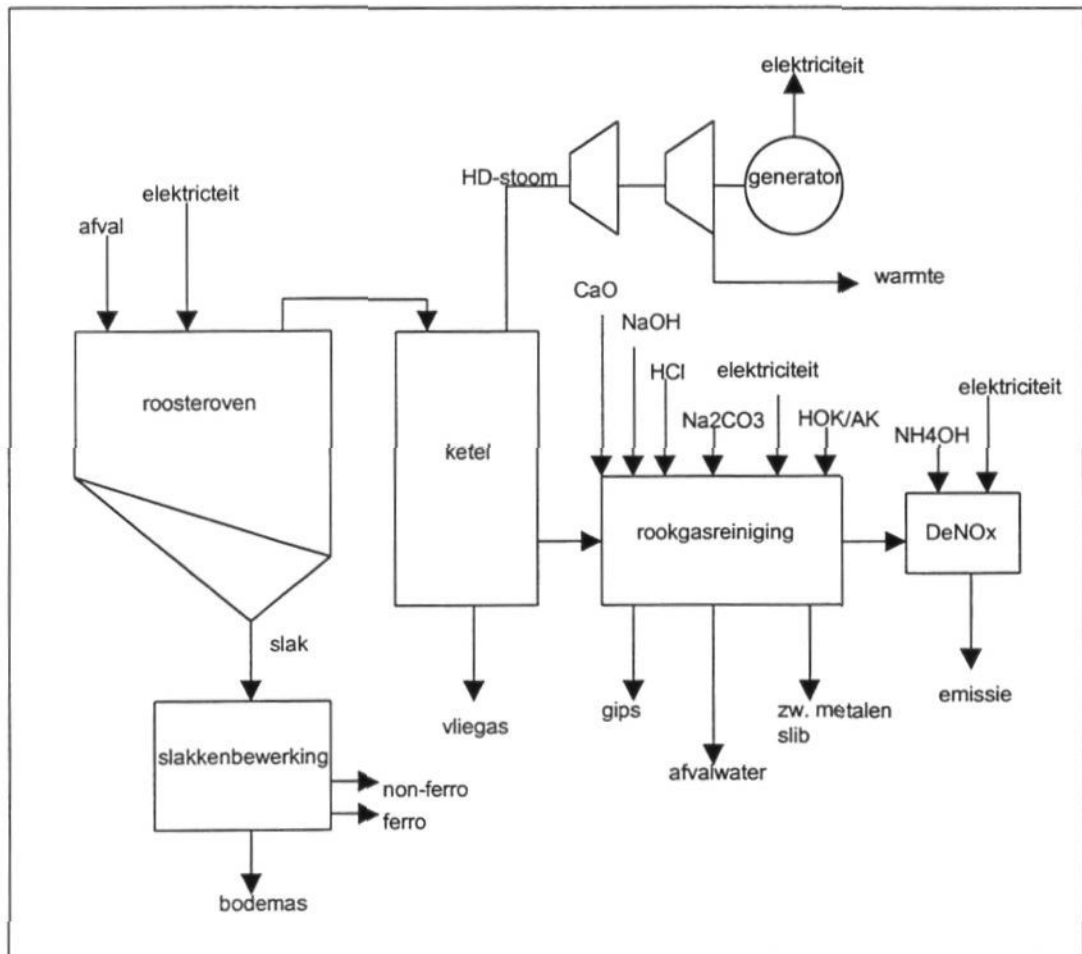 elektriciteit
HD-stoom
generator
elektricteit
afval
warmte
CaO
NaOH
HCl
elektriciteit
elektriciteit
Na2CO3
HOK/AK
NH4OH
roosteroven
ketel
rookgasreiniging
DeNOx
slak
emissie
vliegas
gips
zw. metalen
slib
slakkenbewerking
afvalwater
non-ferro
ferro
bodemas